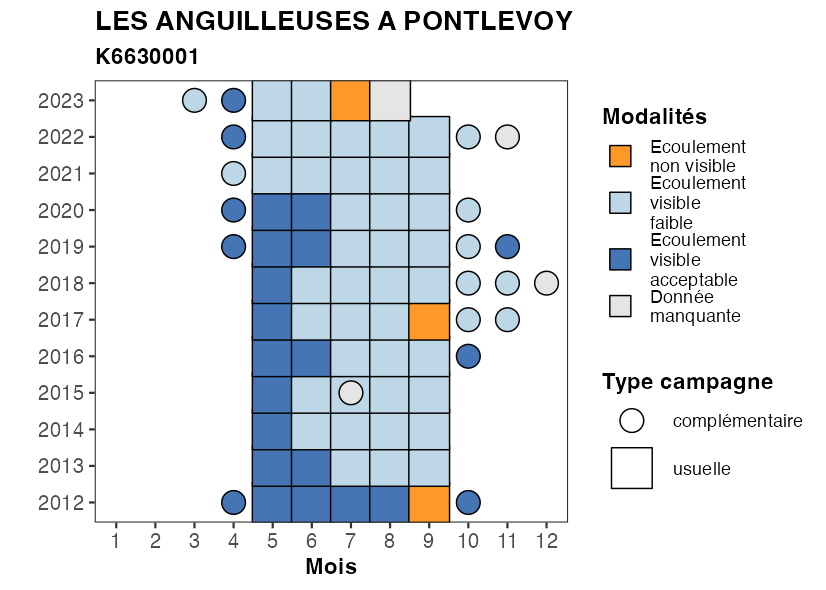 LES ANGUILLEUSES A PONTLEVOY
K6630001
2023
2022
2021
2020
2019
2018
2017
2016
2015
2014
2013
2012
1 2 3 4 5 6 7 8 9 10 11 12
Mois
Modalités
Ecoulement
non visible
Ecoulement
visible
faible
Ecoulement
visible
acceptable
Donnée
manquante
Type campagne
complémentaire
usuelle